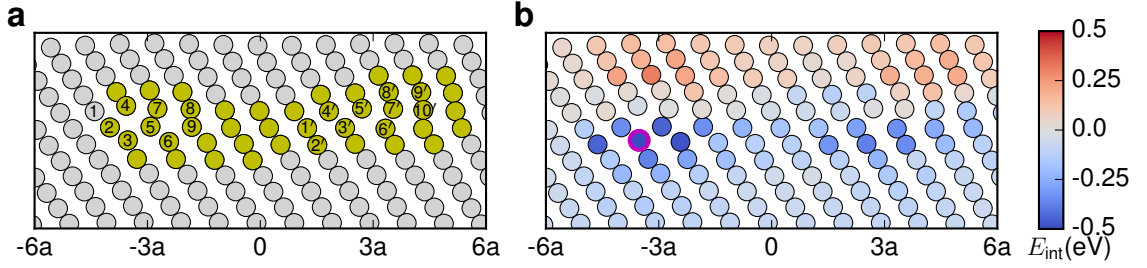 a
b
4 7 8 8′ 9′
1 4′ 5′ 7′ 10′
2 5 9 1′ 3′ 6′
3 6 2′
-6a -3a 0 3a 6a
-6a -3a 0 3a 6a
0.5
0.25
0.0
-0.25
-0.5
E_int(eV)